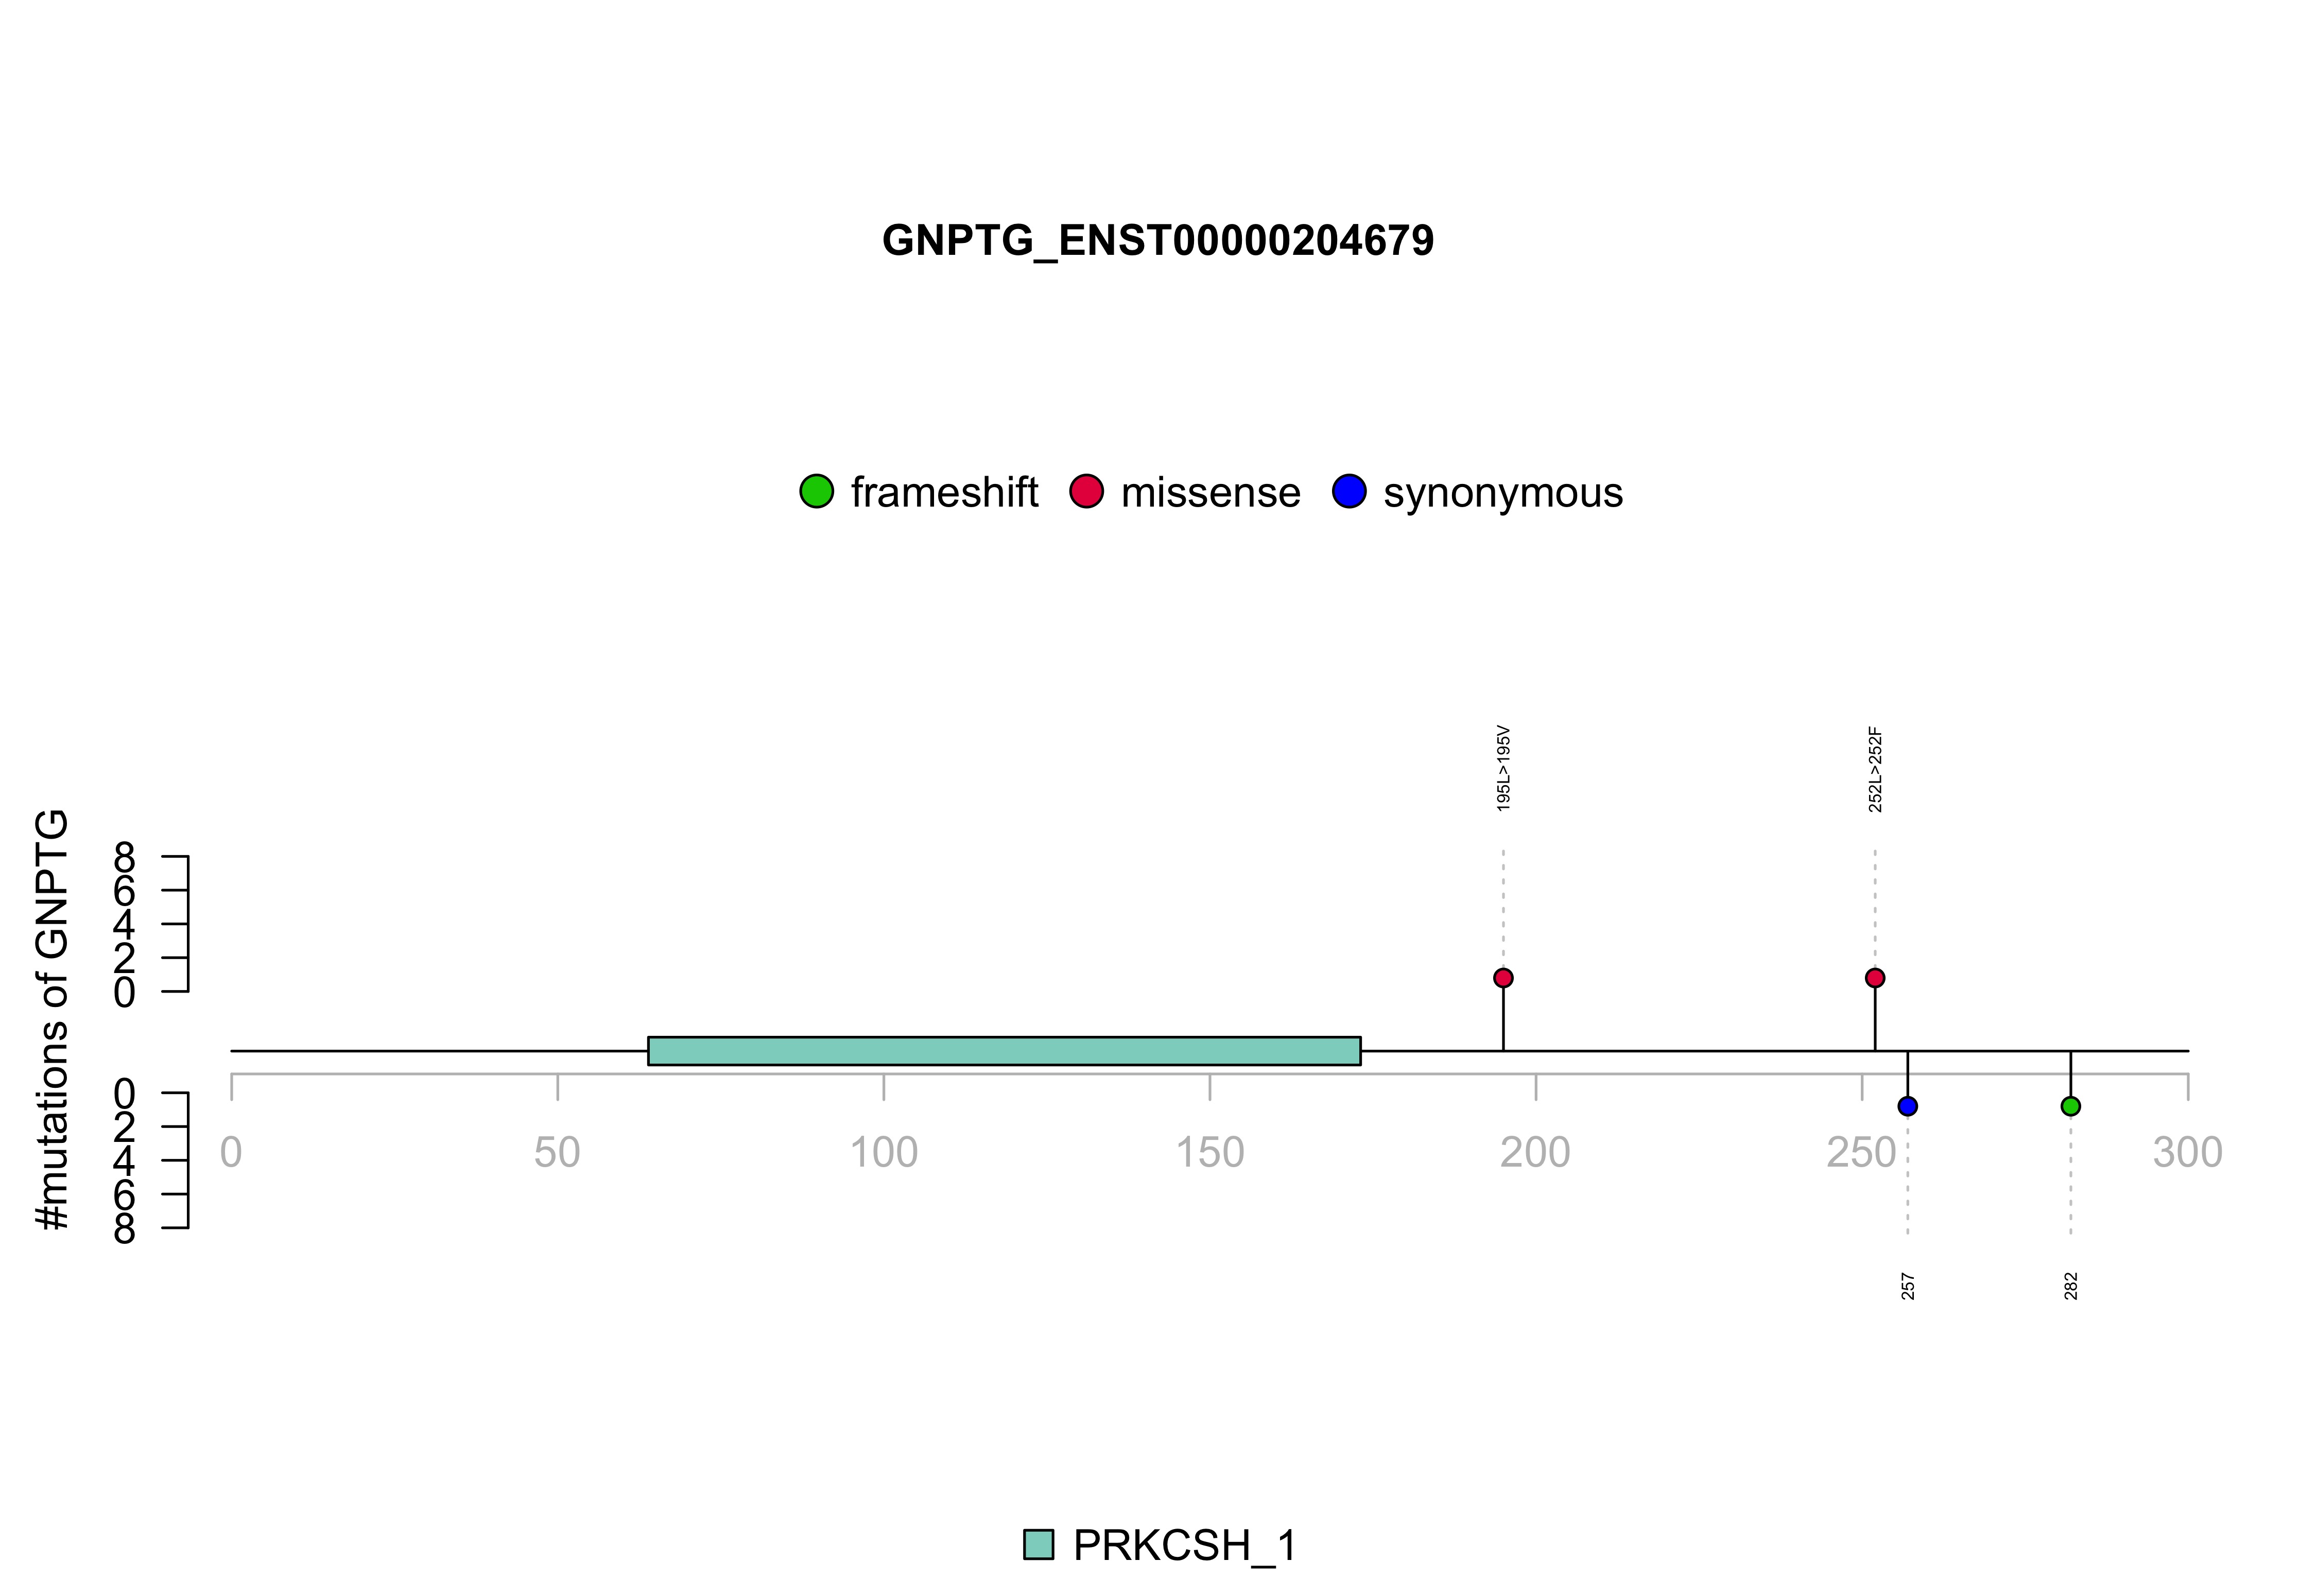 GNPTG_ENST00000204679
frameshift missense synonymous
195L>195V
252L>252F
#mutations of GNPTG
8
6
4
2
0
0
2
4
6
8
0 50 100 150 200 250 300
257
282
PRKCSH_1